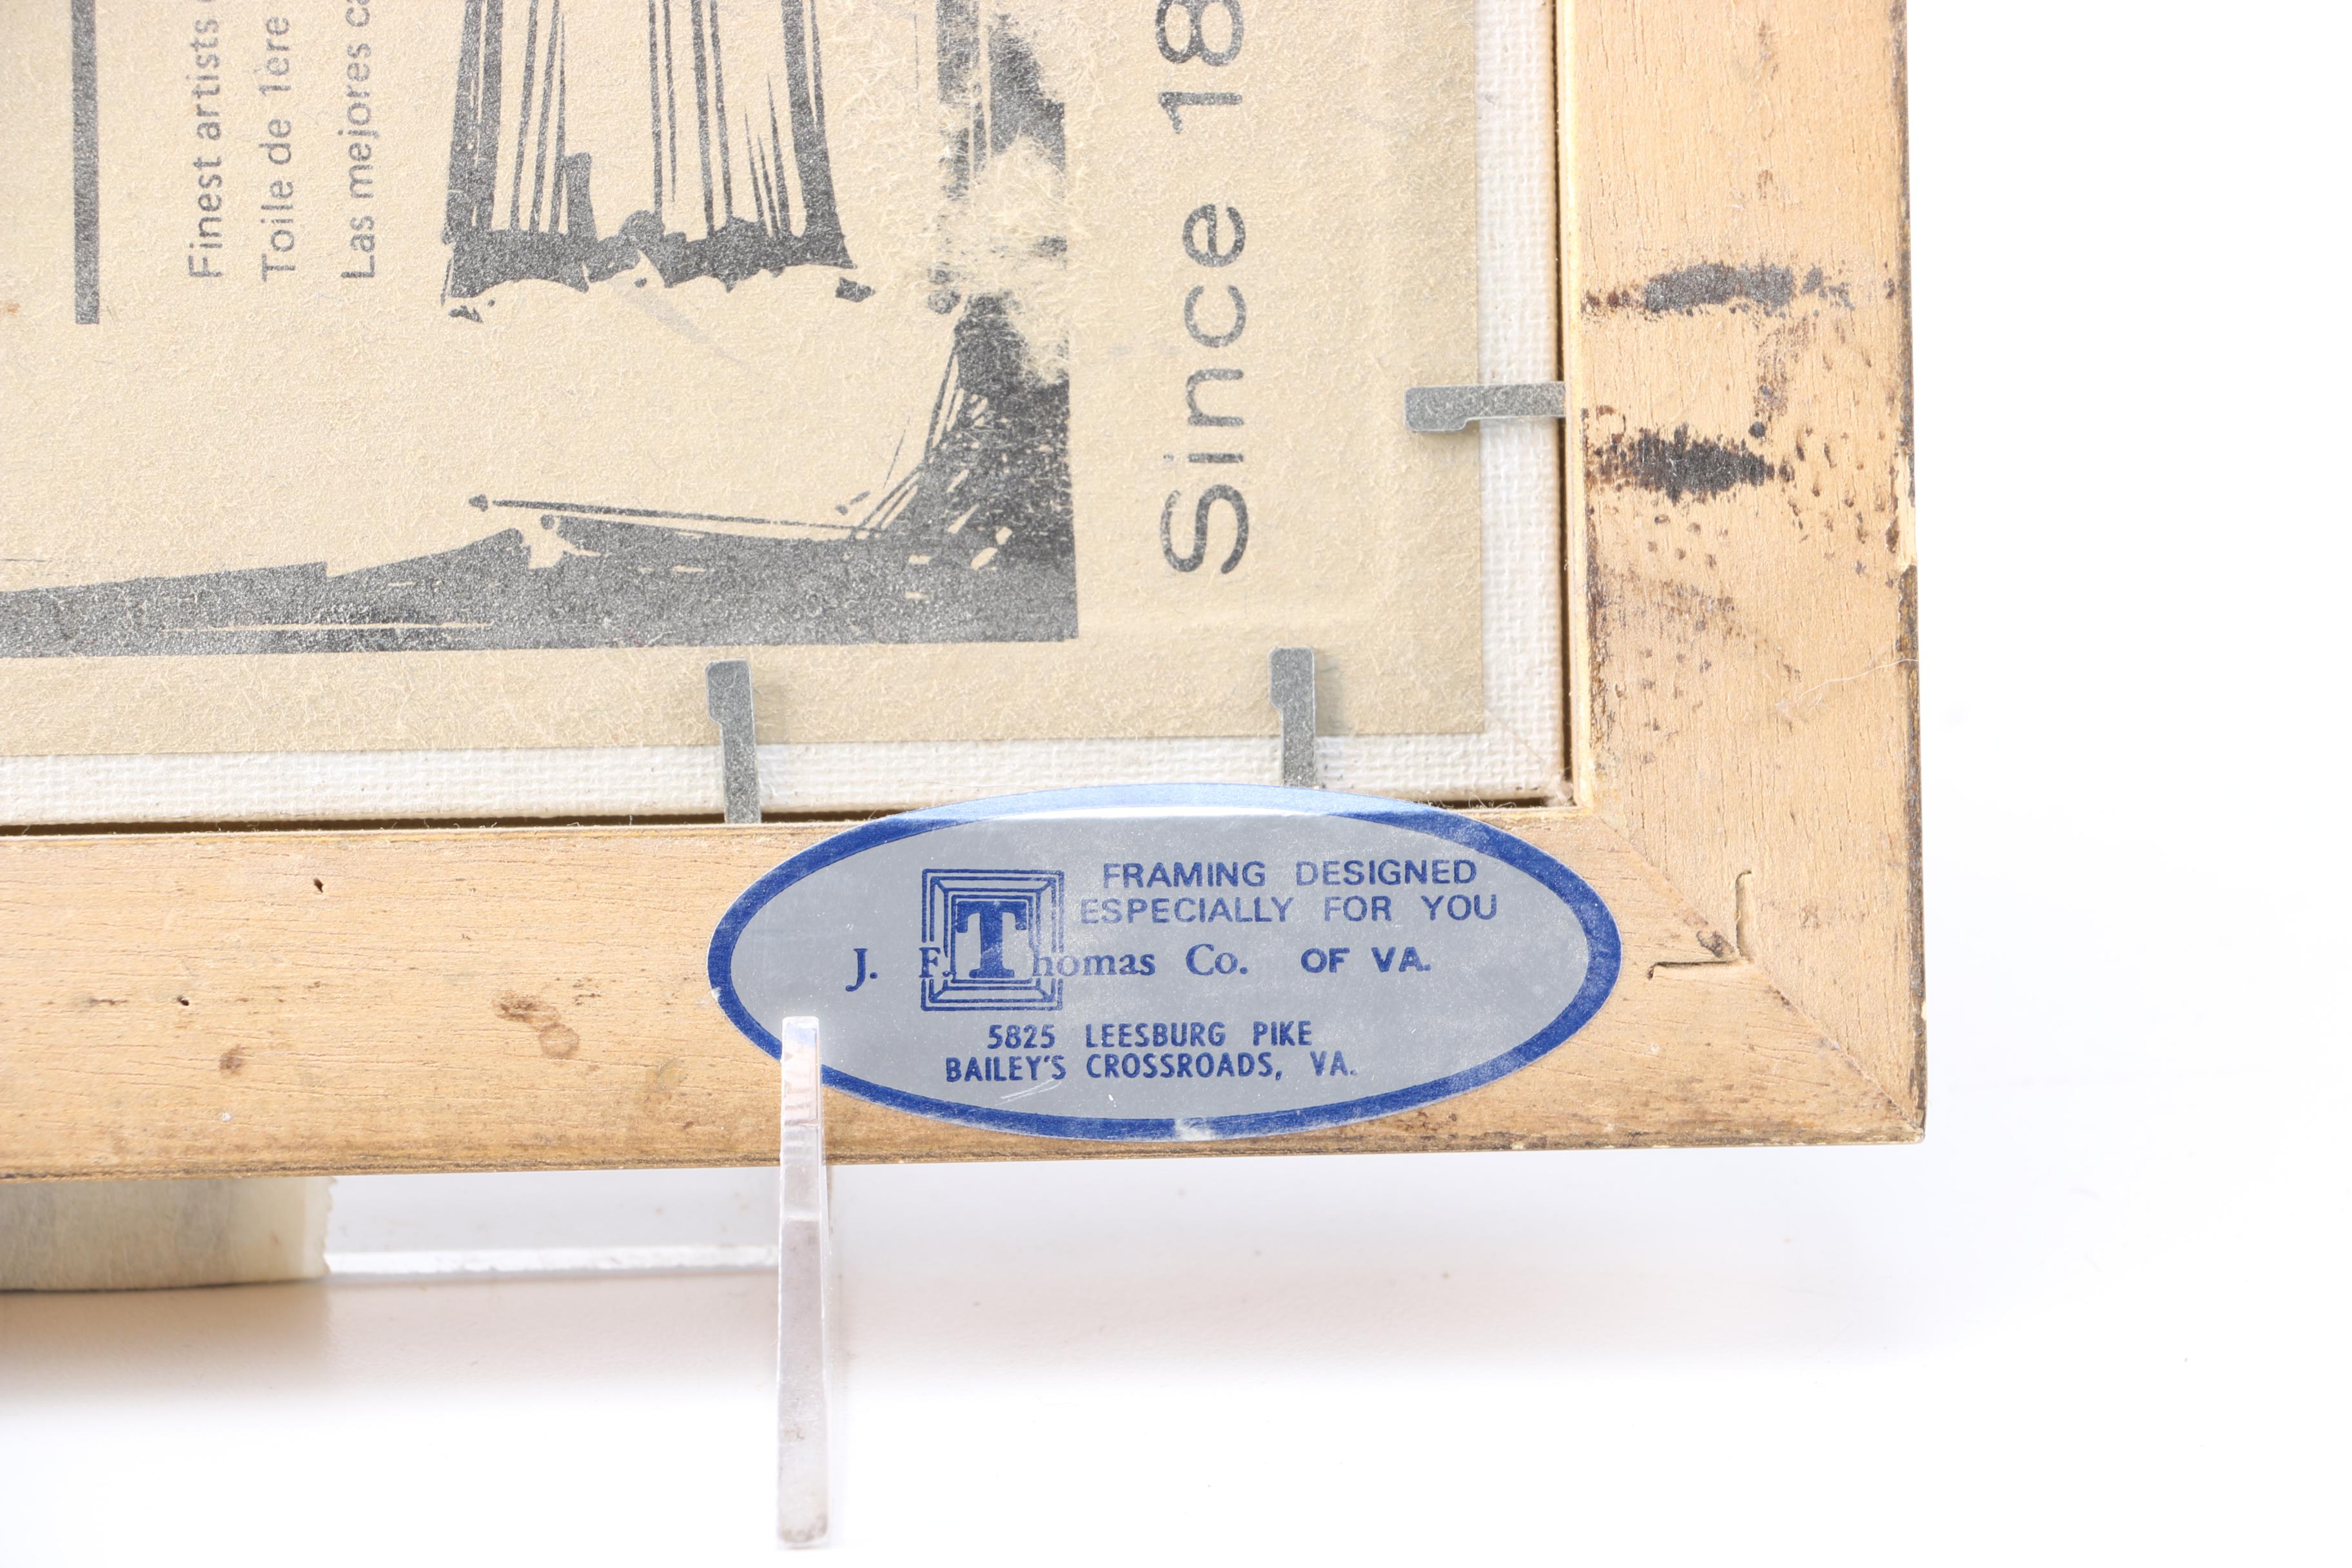 Finest artists
Toile de 1ère
Las mejores
Since 18
FRAMING DESIGNED
ESPECIALLY FOR YOU
J. F. Thomas Co. OF VA.
5825 LEESBURG PIKE
BAILEY'S CROSSROADS, VA.